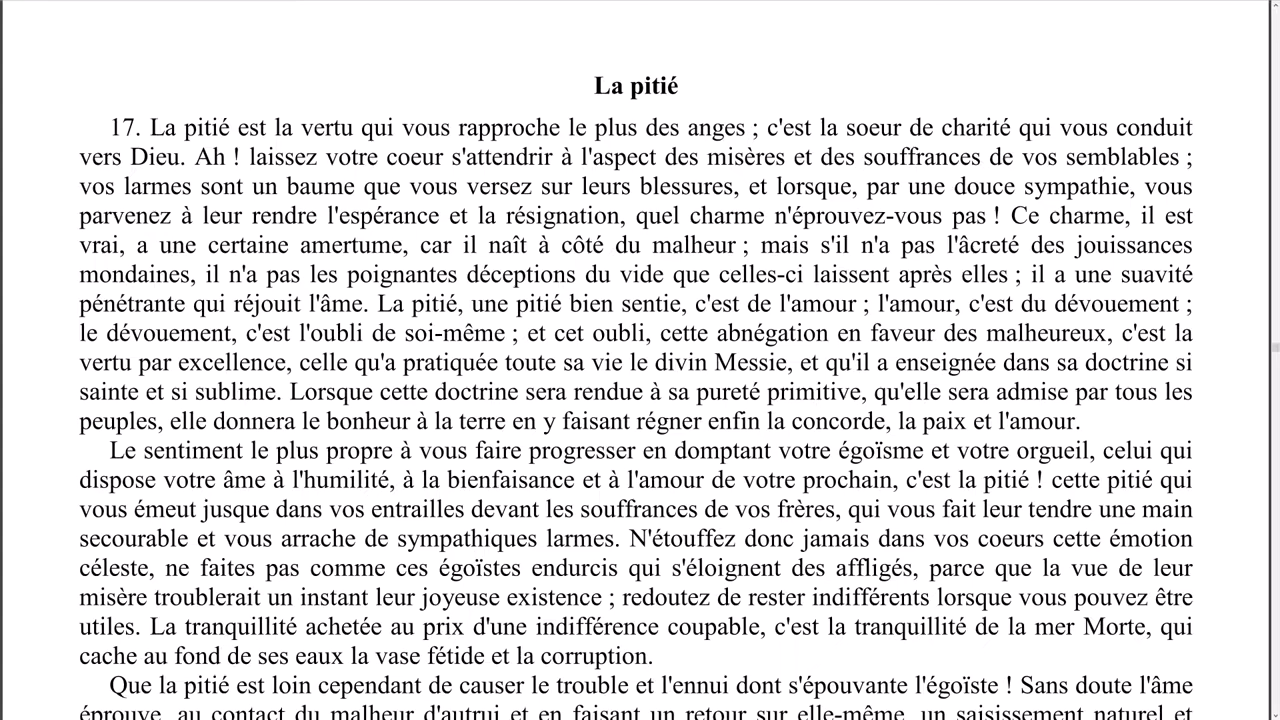 La pitié
17. La pitié est la vertu qui vous rapproche le plus des anges ; c'est la soeur de charité qui vous conduit
vers Dieu. Ah ! laissez votre coeur s'attendrir à l'aspect des misères et des souffrances de vos semblables ;
vos larmes sont un baume que vous versez sur leurs blessures, et lorsque, par une douce sympathie, vous
parvenez à leur rendre l'espérance et la résignation, quel charme n'éprouvez-vous pas ! Ce charme, il est
vrai, a une certaine amertume, car il naît à côté du malheur ; mais s'il n'a pas l'âcreté des jouissances
mondaines, il n'a pas les poignantes déceptions du vide que celles-ci laissent après elles ; il a une suavité
pénétrante qui réjouit l'âme. La pitié, une pitié bien sentie, c'est de l'amour ; l'amour, c'est du dévouement ;
le dévouement, c'est l'oubli de soi-même ; et cet oubli, cette abnégation en faveur des malheureux, c'est la
vertu par excellence, celle qu'a pratiquée toute sa vie le divin Messie, et qu'il a enseignée dans sa doctrine si
sainte et si sublime. Lorsque cette doctrine sera rendue à sa pureté primitive, qu'elle sera admise par tous les
peuples, elle donnera le bonheur à la terre en y faisant régner enfin la concorde, la paix et l'amour.
Le sentiment le plus propre à vous faire progresser en domptant votre égoïsme et votre orgueil, celui qui
dispose votre âme à l'humilité, à la bienfaisance et à l'amour de votre prochain, c'est la pitié ! cette pitié qui
vous émeut jusque dans vos entrailles devant les souffrances de vos frères, qui vous fait leur tendre une main
secourable et vous arrache de sympathiques larmes. N'étouffez donc jamais dans vos coeurs cette émotion
céleste, ne faites pas comme ces égoïstes endurcis qui s'éloignent des affligés, parce que la vue de leur
misère troublerait un instant leur joyeuse existence ; redoutez de rester indifférents lorsque vous pouvez être
utiles. La tranquillité achetée au prix d'une indifférence coupable, c'est la tranquillité de la mer Morte, qui
cache au fond de ses eaux la vase fétide et la corruption.
Que la pitié est loin cependant de causer le trouble et l'ennui dont s'épouvante l'égoïste ! Sans doute l'âme
éprouve, au contact du malheur d'autrui et en faisant un retour sur elle-même, un saisissement naturel et